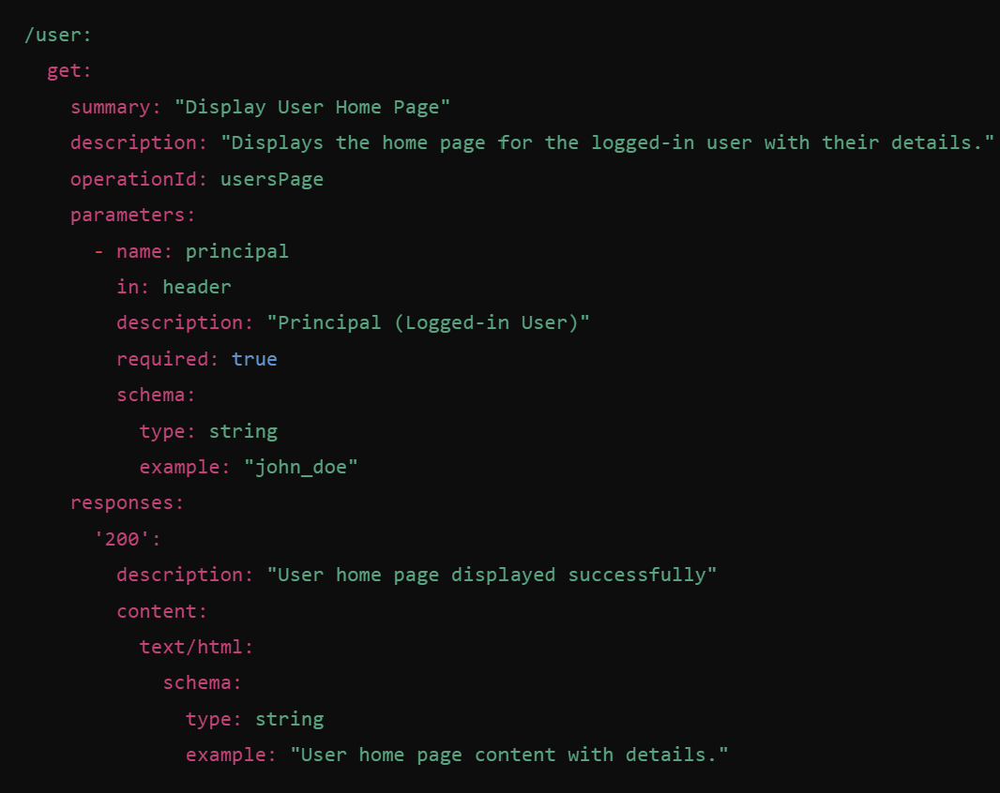 /user:
  get:
    summary: "Display User Home Page"
    description: "Displays the home page for the logged-in user with their details."
    operationId: usersPage
    parameters:
      - name: principal
        in: header
        description: "Principal (Logged-in User)"
        required: true
        schema:
          type: string
          example: "john_doe"
    responses:
      '200':
        description: "User home page displayed successfully"
        content:
          text/html:
            schema:
              type: string
              example: "User home page content with details."